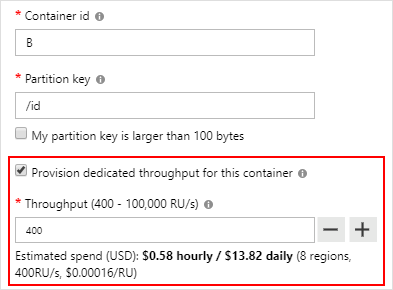 * Container id
B
* Partition key
/id
My partition key is larger than 100 bytes
Provision dedicated throughput for this container
* Throughput (400 - 100,000 RU/s)
400
Estimated spend (USD): $0.58 hourly / $13.82 daily (8 regions,
400RU/s, $0.00016/RU)